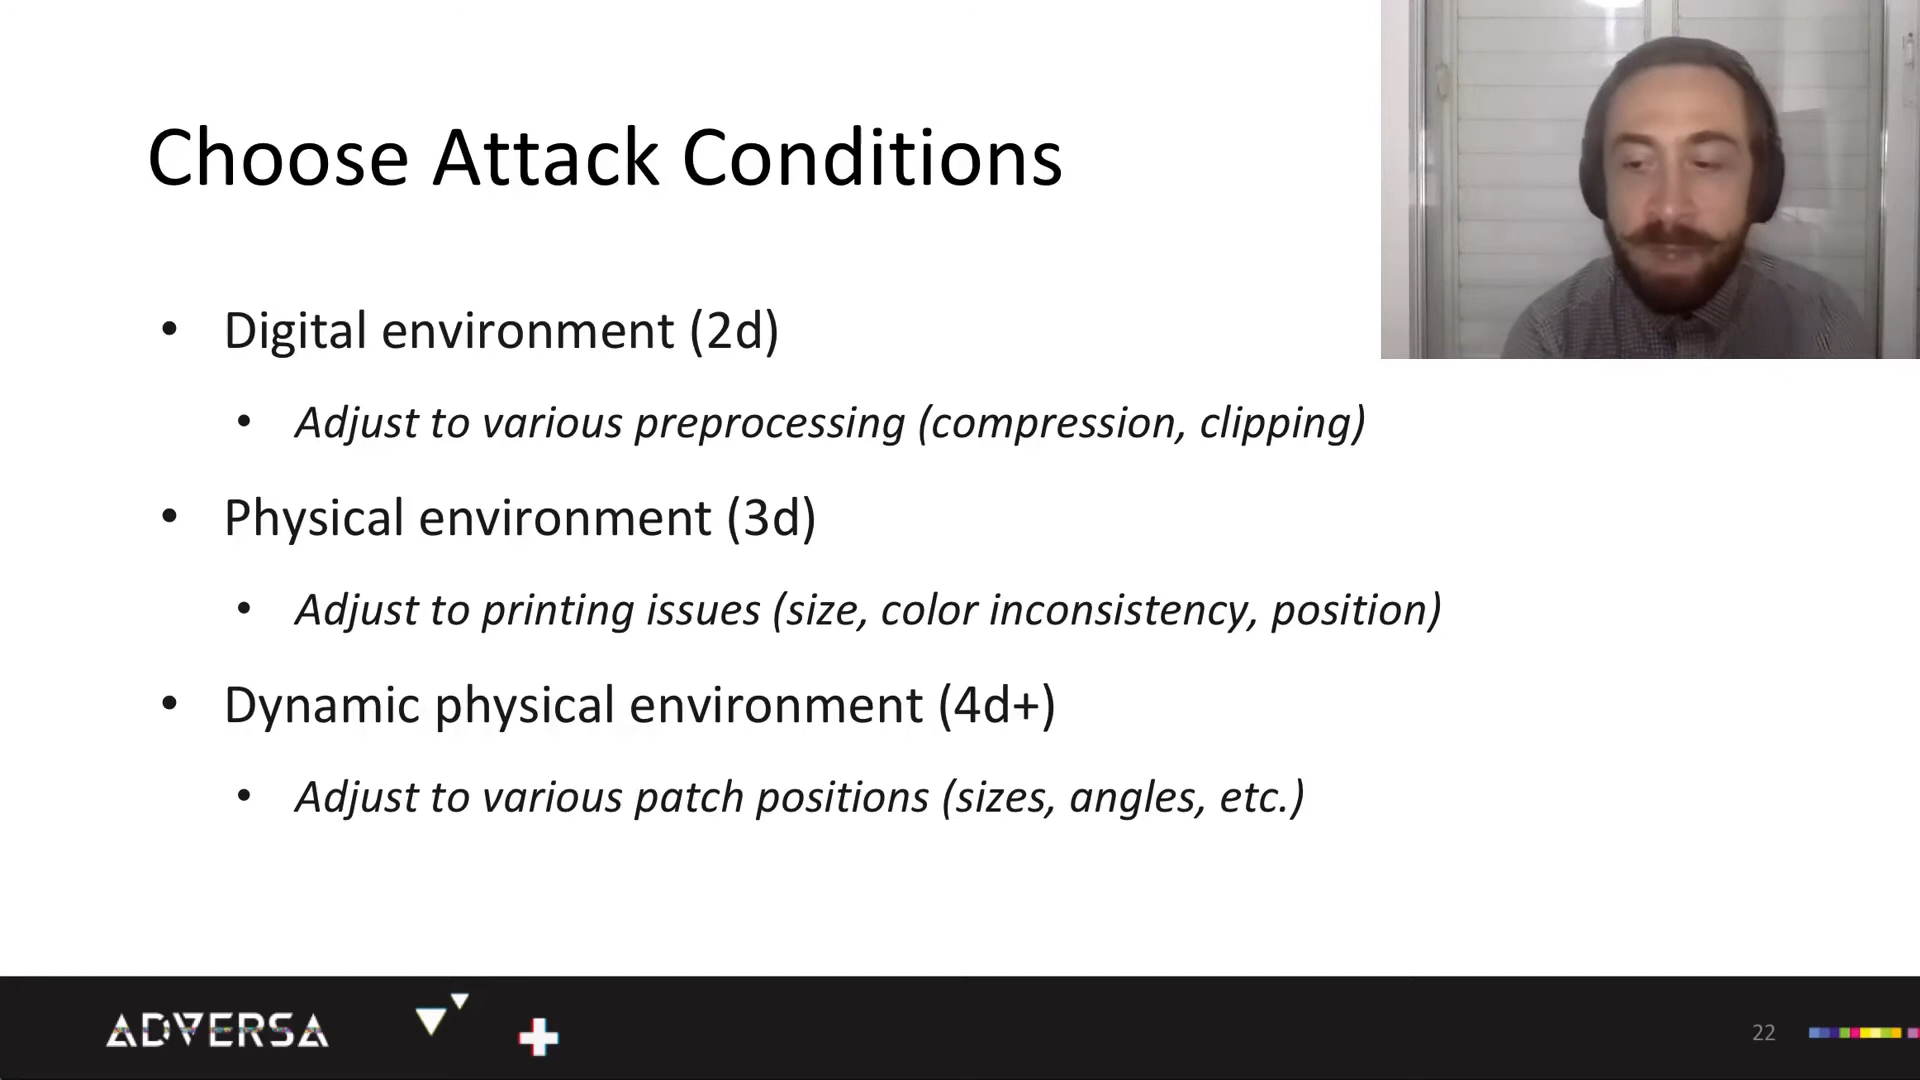 Choose Attack Conditions
• Digital environment (2d)
• Adjust to various preprocessing (compression, clipping)
• Physical environment (3d)
• Adjust to printing issues (size, color inconsistency, position)
• Dynamic physical environment (4d+)
• Adjust to various patch positions (sizes, angles, etc.)
ADVERSA
22